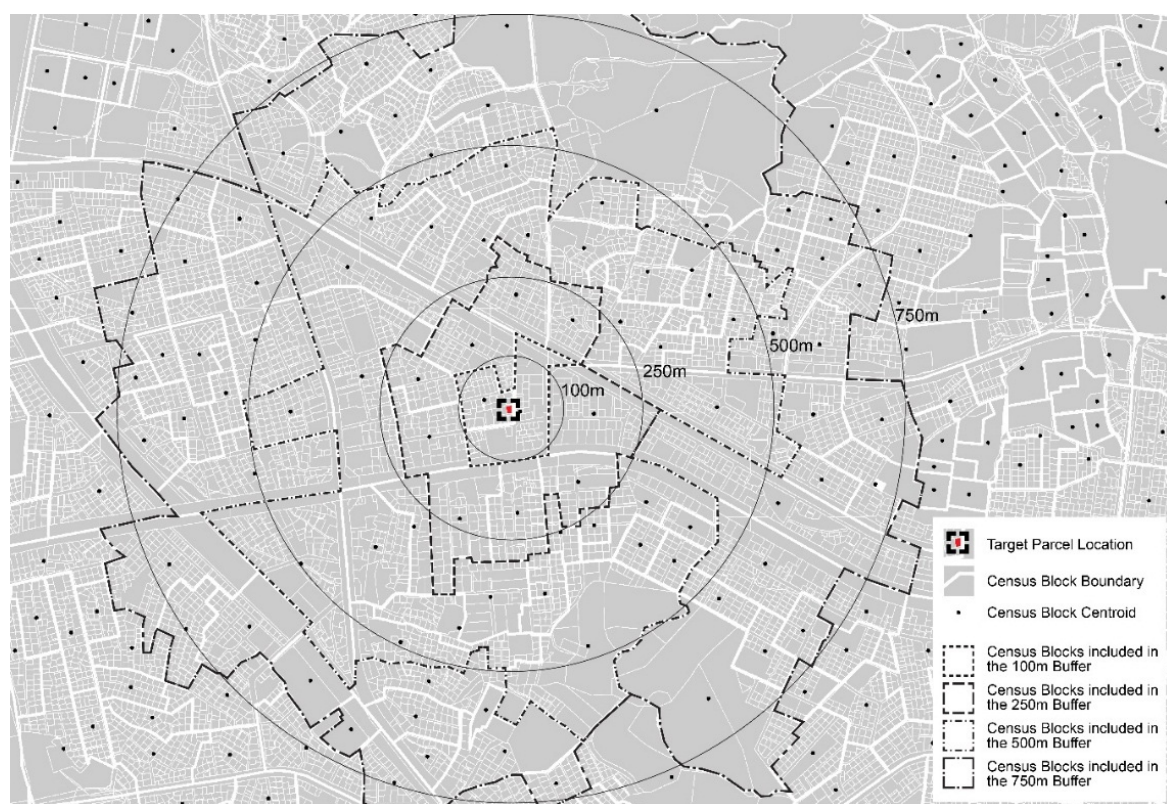 750m
500m
250m
100m
Target Parcel Location
Census Block Boundary
Census Block Centroid
Census Blocks included in
the 100m Buffer
Census Blocks included in
the 250m Buffer
Census Blocks included in
the 500m Buffer
Census Blocks included in
the 750m Buffer